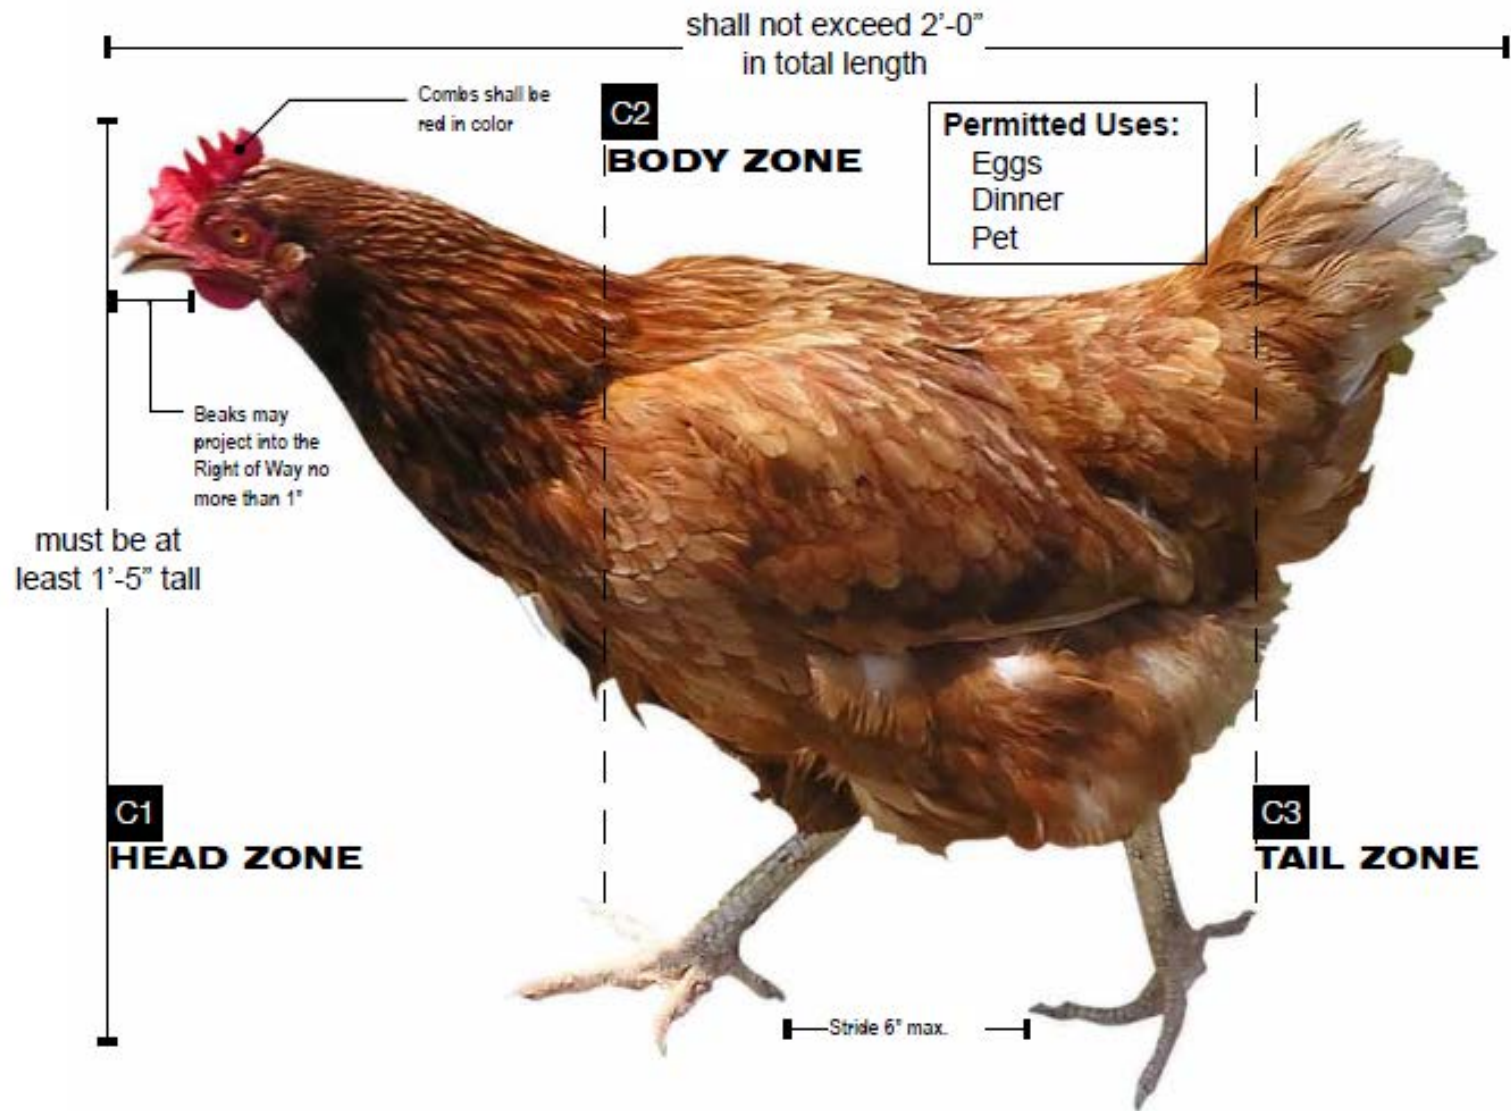 shall not exceed 2’-0”
in total length
Combs shall be
red in color
C2
BODY ZONE
Permitted Uses:
Eggs
Dinner
Pet
Beaks may
project into the
Right of Way no
more than 1"
must be at
least 1’-5” tall
C1
HEAD ZONE
C3
TAIL ZONE
Stride 6" max.